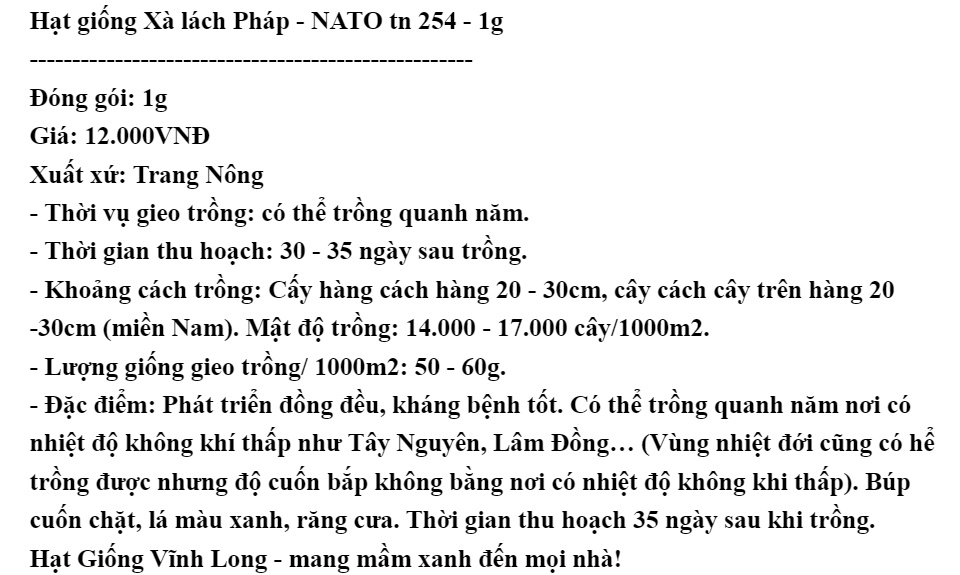 Hạt giống Xà lách Pháp - NATO tn 254 - 1g
----------------------------------------------------
Đóng gói: 1g
Giá: 12.000VNĐ
Xuất xứ: Trang Nông
- Thời vụ gieo trồng: có thể trồng quanh năm.
- Thời gian thu hoạch: 30 - 35 ngày sau trồng.
- Khoảng cách trồng: Cấy hàng cách hàng 20 - 30cm, cây cách cây trên hàng 20
-30cm (miền Nam). Mật độ trồng: 14.000 - 17.000 cây/1000m2.
- Lượng giống gieo trồng/ 1000m2: 50 - 60g.
- Đặc điểm: Phát triển đồng đều, kháng bệnh tốt. Có thể trồng quanh năm nơi có
nhiệt độ không khí thấp như Tây Nguyên, Lâm Đồng… (Vùng nhiệt đới cũng có hể
trồng được nhưng độ cuốn bắp không bằng nơi có nhiệt độ không khi thấp). Búp
cuốn chặt, lá màu xanh, răng cưa. Thời gian thu hoạch 35 ngày sau khi trồng.
Hạt Giống Vĩnh Long - mang mầm xanh đến mọi nhà!